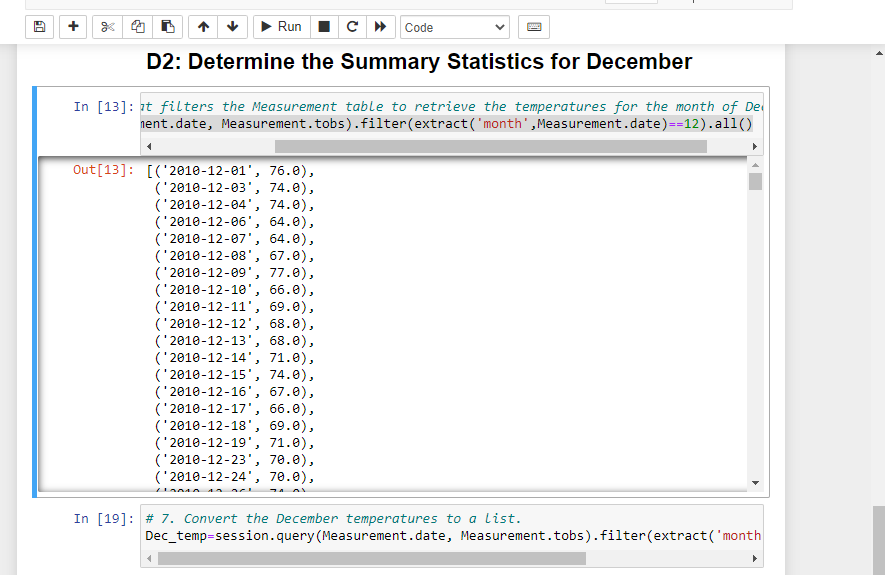 Run
Code
D2: Determine the Summary Statistics for December
In [13]: at filters the Measurement table to retrieve the temperatures for the month of Dec
ment.date, Measurement.tobs).filter(extract('month',Measurement.date)==12).all()
Out[13]: [('2010-12-01', 76.0),
('2010-12-03', 74.0),
('2010-12-04', 74.0),
('2010-12-06', 64.0),
('2010-12-07', 64.0),
('2010-12-08', 67.0),
('2010-12-09', 77.0),
('2010-12-10', 66.0),
('2010-12-11', 69.0),
('2010-12-12', 68.0),
('2010-12-13', 68.0),
('2010-12-14', 71.0),
('2010-12-15', 74.0),
('2010-12-16', 67.0),
('2010-12-17', 66.0),
('2010-12-18', 69.0),
('2010-12-19', 71.0),
('2010-12-23', 70.0),
('2010-12-24', 70.0),
In [19]: # 7. Convert the December temperatures to a list.
Dec_temp=session.query(Measurement.date, Measurement.tobs).filter(extract('month